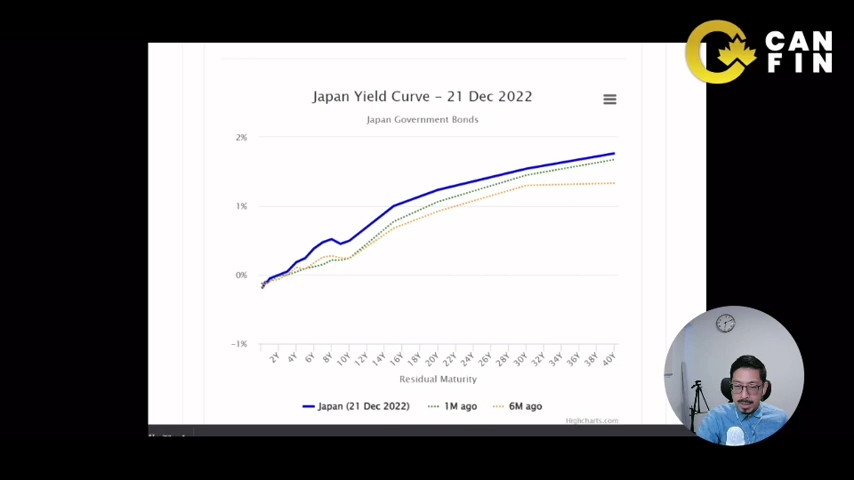 CAN
FIN
Japan Yield Curve - 21 Dec 2022
Japan Government Bonds
2%
1%
0%
-1%
2Y 4Y 6Y 8Y 10Y 12Y 14Y 16Y 18Y 20Y 22Y 24Y 26Y 28Y 30Y 32Y 34Y 36Y 38Y 40Y
Residual Maturity
Japan (21 Dec 2022) 1M ago 6M ago
Highcharts.com